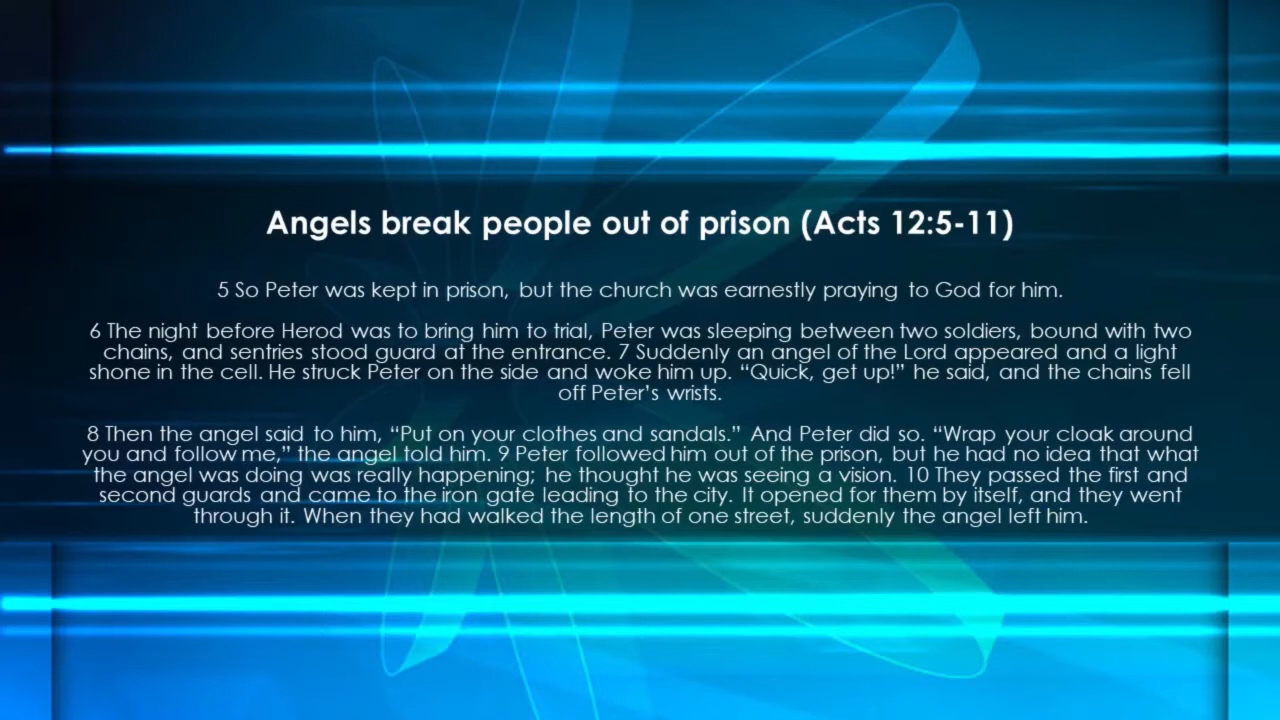 Angels break people out of prison (Acts 12:5-11)
5 So Peter was kept in prison, but the church was earnestly praying to God for him.
6 The night before Herod was to bring him to trial, Peter was sleeping between two soldiers, bound with two
chains, and sentries stood guard at the entrance. 7 Suddenly an angel of the Lord appeared and a light
shone in the cell. He struck Peter on the side and woke him up. “Quick, get up!” he said, and the chains fell
off Peter’s wrists.
8 Then the angel said to him, “Put on your clothes and sandals.” And Peter did so. “Wrap your cloak around
you and follow me,” the angel told him. 9 Peter followed him out of the prison, but he had no idea that what
the angel was doing was really happening; he thought he was seeing a vision. 10 They passed the first and
second guards and came to the iron gate leading to the city. It opened for them by itself, and they went
through it. When they had walked the length of one street, suddenly the angel left him.